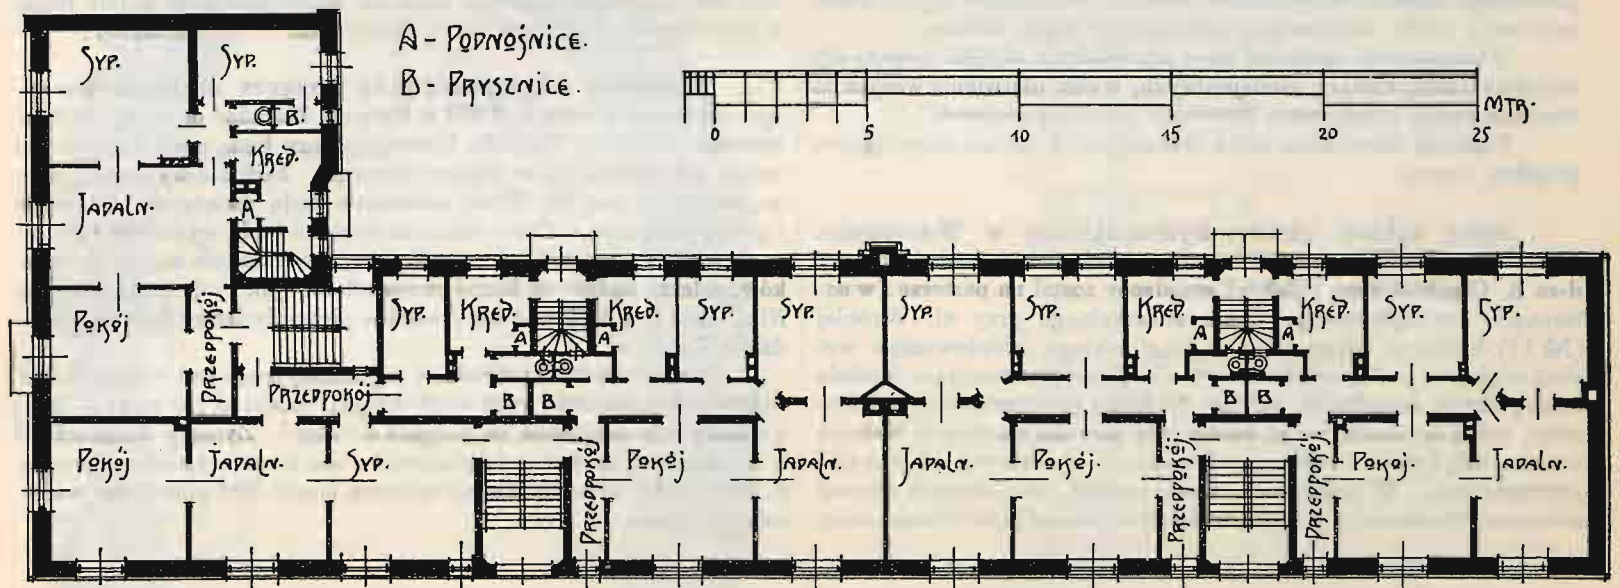 A - PODNOŚNICE.
B - PRYSZNICE.
MTR.
0 5 10 15 20 25
SYP. SYP.
B.
KRED.
JADALN. A
POKÓJ PRZEDPOKÓJ SYP. KRED. A A KRED. SYP. SYP. SYP. SYP. KRED. A A KRED. SYP. SYP.
PRZEDPOKÓJ B B B B
POKÓJ JADALN. SYP. PRZEDPOKÓJ POKÓJ JADALN. JADALN. POKÓJ. PRZEDPOKÓJ PRZEDPOKÓJ. POKOJ. JADALN.